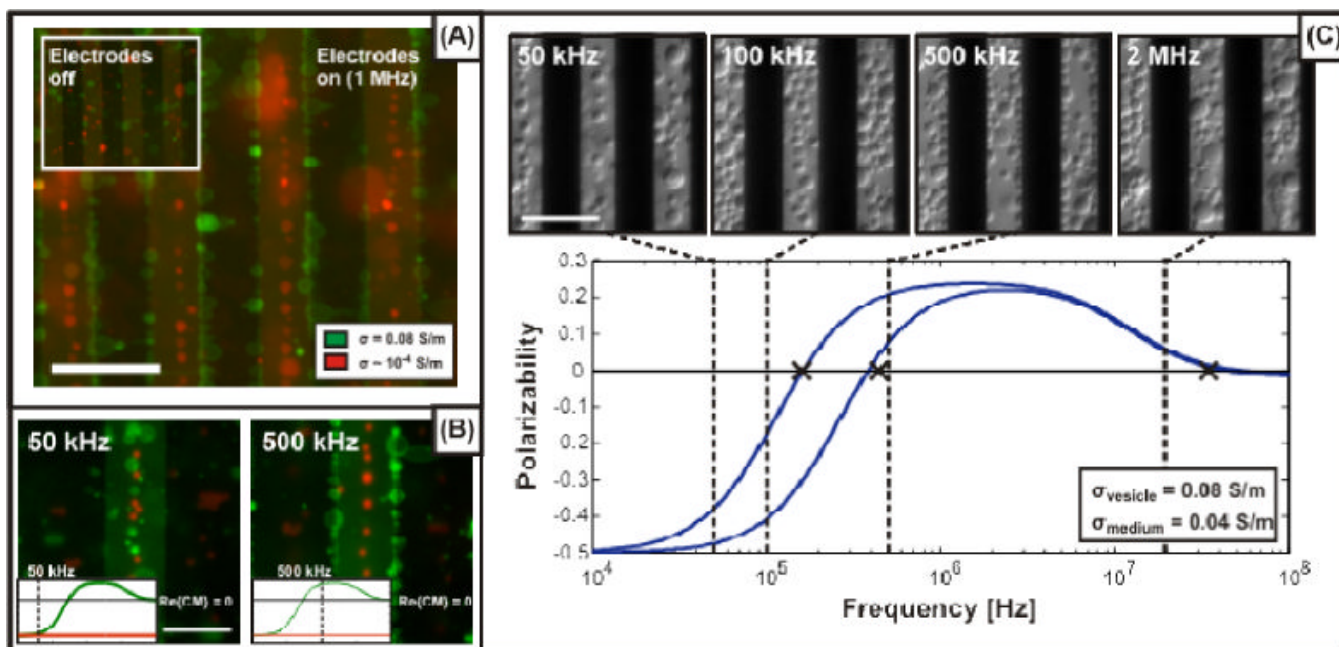 (A)
Electrodes
off
Electrodes
on (1 MHz)
σ = 0.08 S/m
σ ~ 10⁻⁴ S/m
(B)
50 kHz
500 kHz
50 kHz
Re(CM) = 0
500 kHz
Re(CM) = 0
(C)
50 kHz
100 kHz
500 kHz
2 MHz
Polarizability
0.3
0.2
0.1
0
-0.1
-0.2
-0.3
-0.4
-0.5
σvesicle = 0.08 S/m
σmedium = 0.04 S/m
10⁴
10⁵
10⁶
10⁷
10⁸
Frequency [Hz]